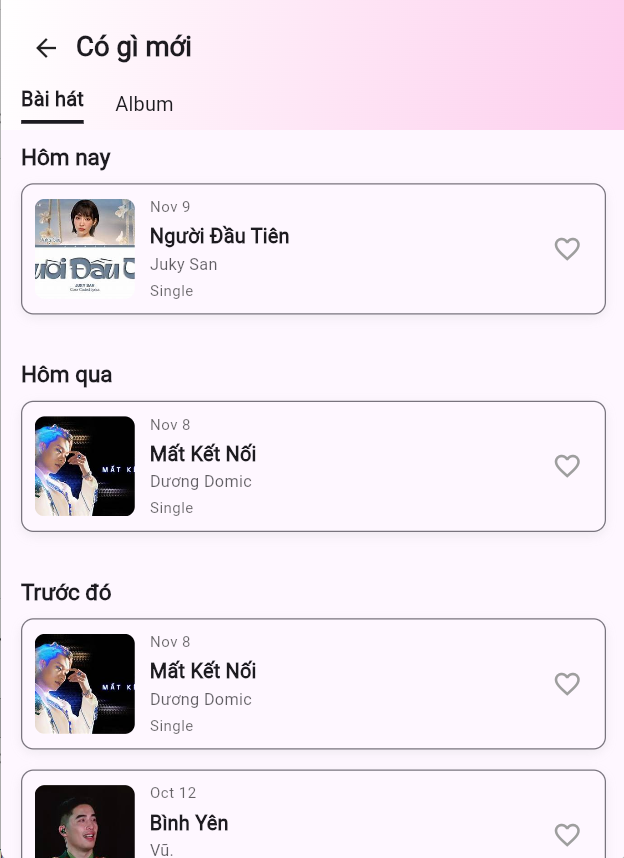 Có gì mới
Bài hát
Album
Hôm nay
Nov 9
Người Đầu Tiên
Juky San
Single
JUKY SAN
Hôm qua
Nov 8
Mất Kết Nối
Dương Domic
Single
MẤT K
Trước đó
Nov 8
Mất Kết Nối
Dương Domic
Single
MẤT K
Oct 12
Bình Yên
Vũ.